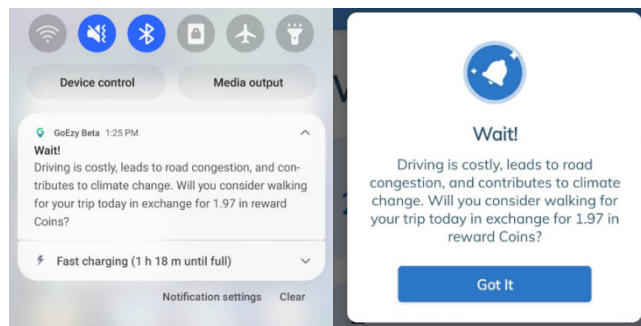 Device control
Media output
GoEzy Beta 1:25 PM
Wait!
Driving is costly, leads to road congestion, and con-
tributes to climate change. Will you consider walking
for your trip today in exchange for 1.97 in reward
Coins?
Fast charging (1 h 18 m until full)
Notification settings
Clear
Wait!
Driving is costly, leads to road
congestion, and contributes to climate
change. Will you consider walking for
your trip today in exchange for 1.97 in
reward Coins?
Got It